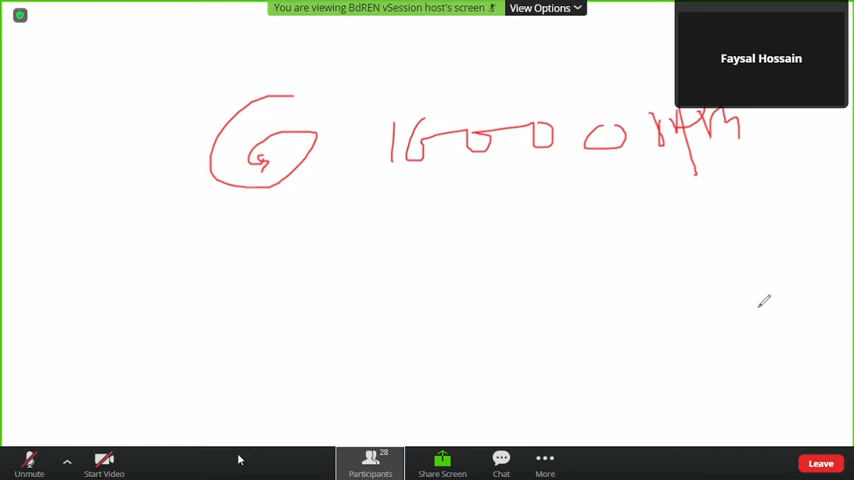 You are viewing BdREN vSession host's screen
View Options
Faysal Hossain
Unmute
Start Video
28
Participants
Share Screen
Chat
More
Leave